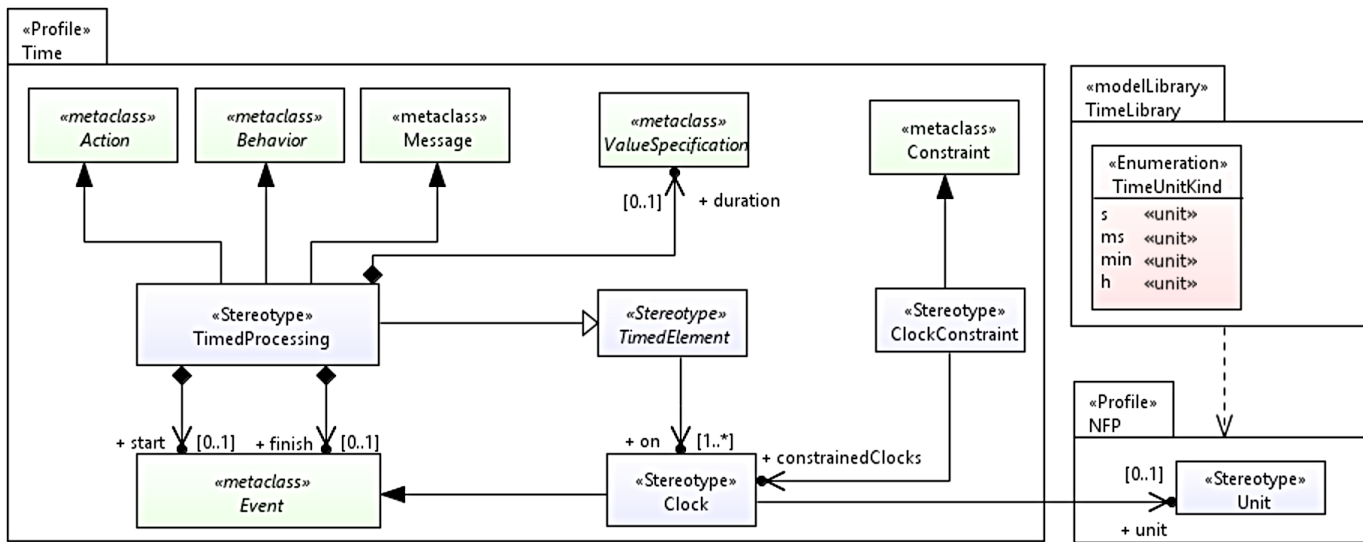 «Profile»
Time
«metaclass»
Action
«metaclass»
Behavior
«metaclass»
Message
«metaclass»
ValueSpecification
«metaclass»
Constraint
[0..1]
+ duration
«Stereotype»
TimedProcessing
«Stereotype»
TimedElement
«Stereotype»
ClockConstraint
+ start
[0..1]
+ finish
[0..1]
+ on
[1..*]
+ constrainedClocks
«metaclass»
Event
«Stereotype»
Clock
«modelLibrary»
TimeLibrary
«Enumeration»
TimeUnitKind
s «unit»
ms «unit»
min «unit»
h «unit»
«Profile»
NFP
[0..1]
+ unit
«Stereotype»
Unit